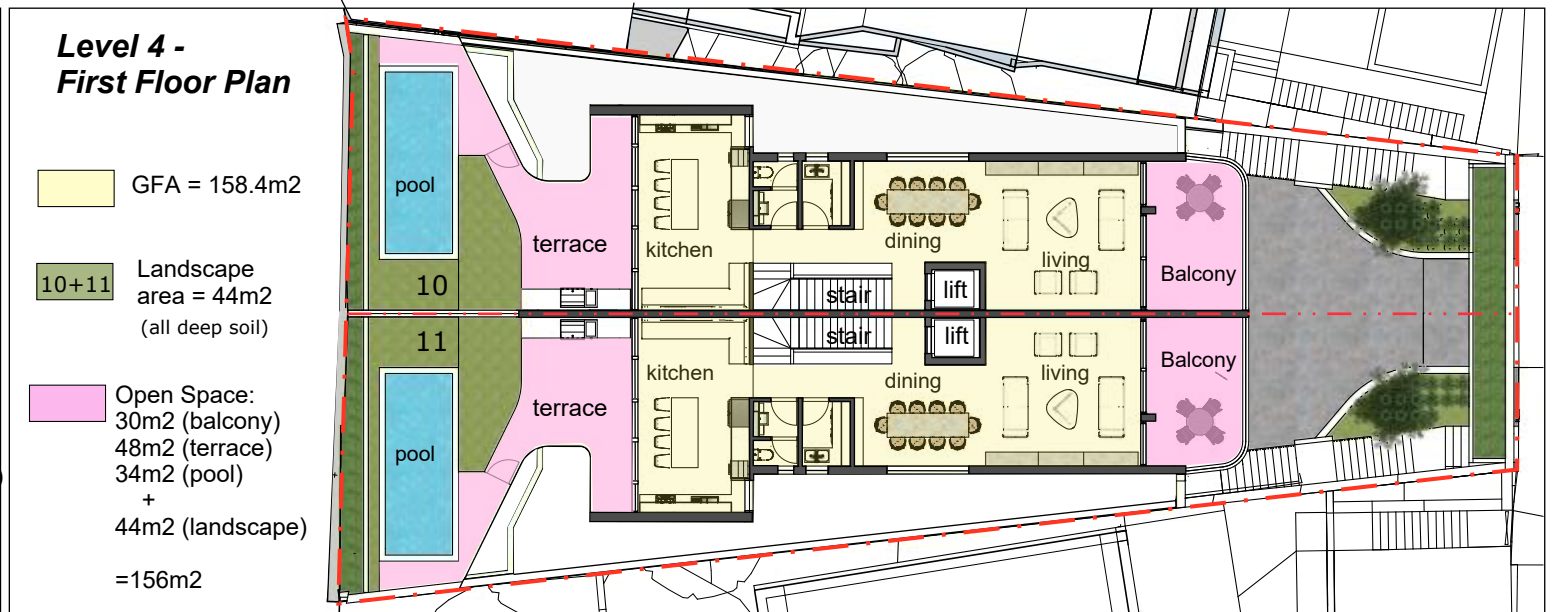 Level 4 -
First Floor Plan
GFA = 158.4m2
10+11
Landscape
area = 44m2
(all deep soil)
Open Space:
30m2 (balcony)
48m2 (terrace)
34m2 (pool)
+
44m2 (landscape)
=156m2
pool
terrace
kitchen
dining
living
Balcony
10
stair
lift
11
stair
lift
pool
terrace
kitchen
dining
living
Balcony